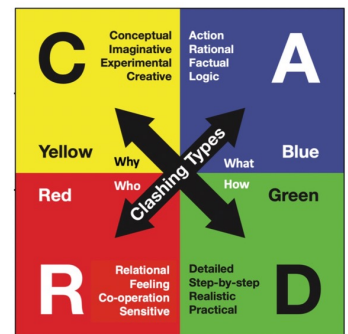 C
Conceptual
Imaginative
Experimental
Creative
Action
Rational
Factual
Logic
A
Yellow
Why
What
Blue
Clashing Types
Red
Who
How
Green
R
Relational
Feeling
Co-operation
Sensitive
Detailed
Step-by-step
Realistic
Practical
D